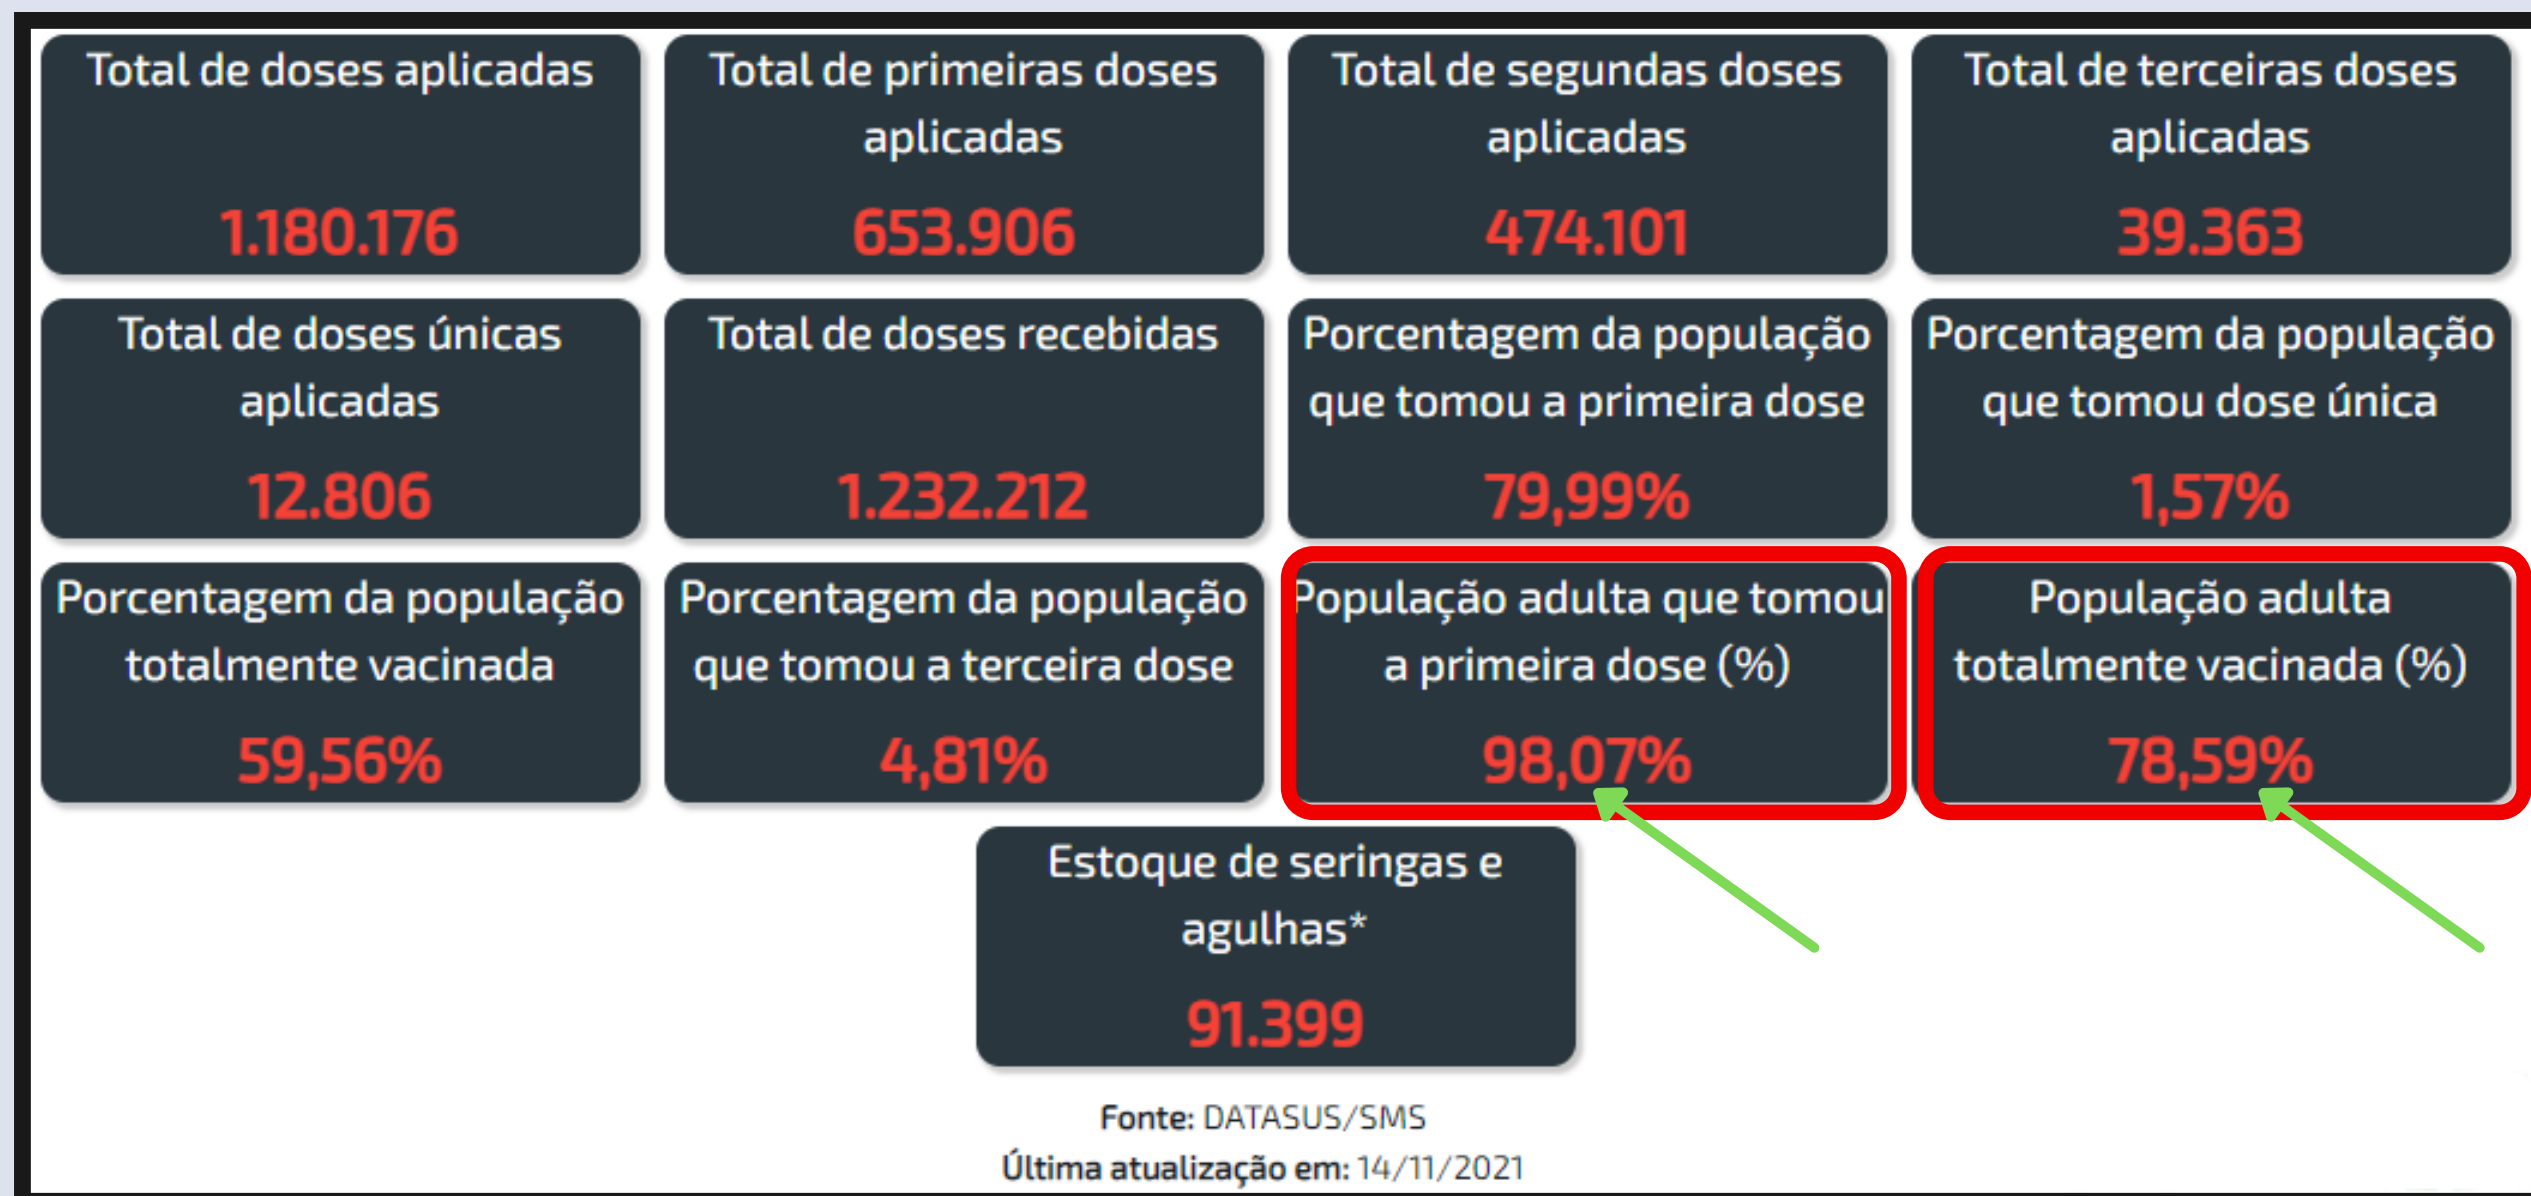 Total de doses aplicadas
1.180.176
Total de primeiras doses
aplicadas
653.906
Total de segundas doses
aplicadas
474.101
Total de terceiras doses
aplicadas
39.363
Total de doses únicas
aplicadas
12.806
Total de doses recebidas
1.232.212
Porcentagem da população
que tomou a primeira dose
79,99%
Porcentagem da população
que tomou dose única
1,57%
Porcentagem da população
totalmente vacinada
59,56%
Porcentagem da população
que tomou a terceira dose
4,81%
População adulta que tomou
a primeira dose (%)
98,07%
População adulta
totalmente vacinada (%)
78,59%
Estoque de seringas e
agulhas*
91.399
Fonte: DATASUS/SMS
Última atualização em: 14/11/2021